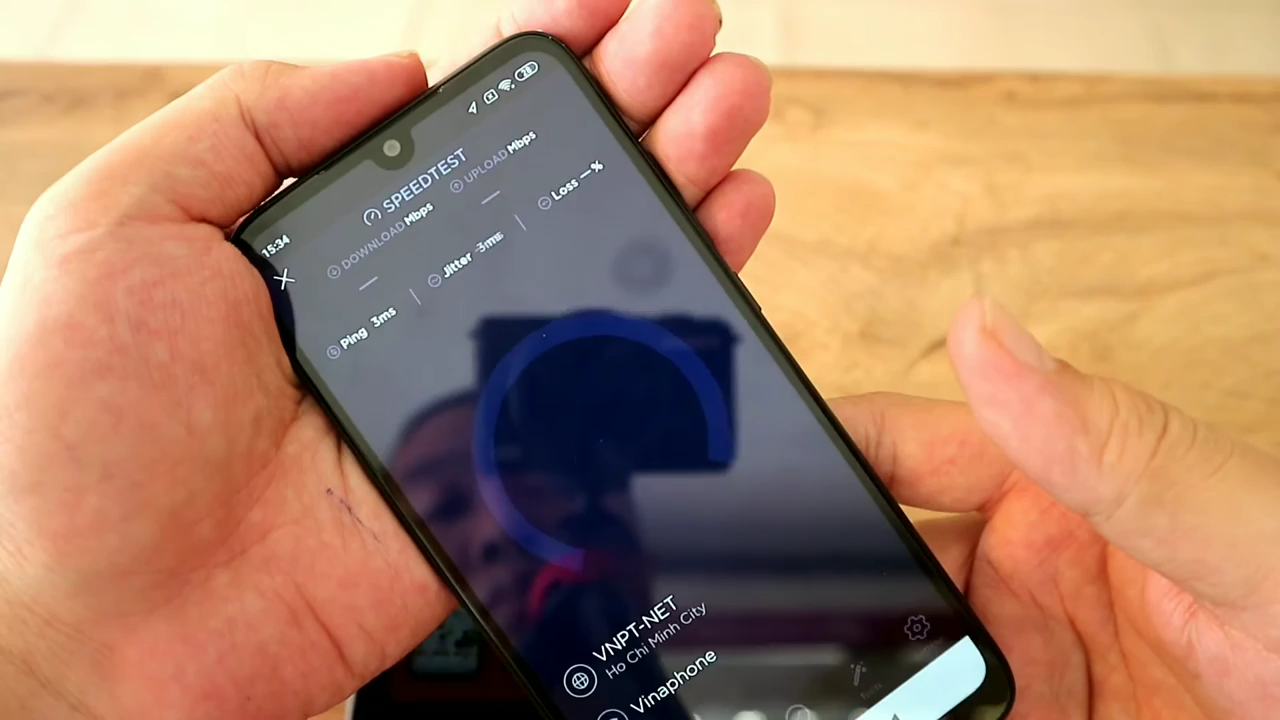 15:34
28
SPEEDTEST
DOWNLOAD Mbps
UPLOAD Mbps
—
—
Ping 3ms
Jitter 3ms
Loss —%
VNPT-NET
Ho Chi Minh City
Vinaphone